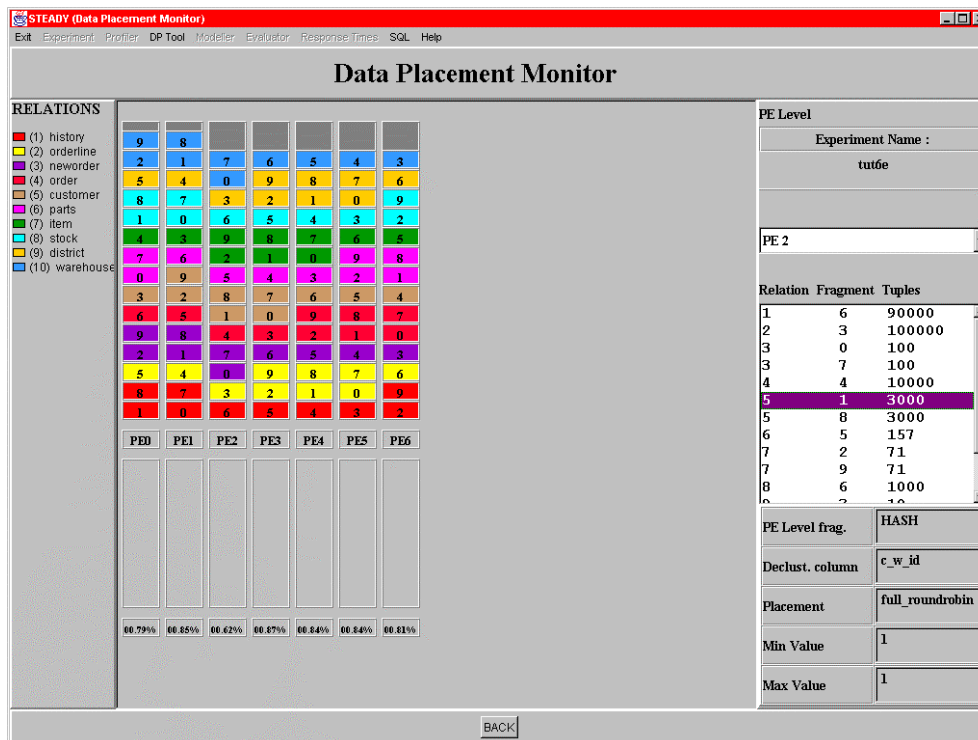 STEADY (Data Placement Monitor)
Exit Experiment Profiler DP Tool Modeller Evaluator Response Times SQL Help
Data Placement Monitor
RELATIONS
(1) history
(2) orderline
(3) neworder
(4) order
(5) customer
(6) parts
(7) item
(8) stock
(9) district
(10) warehouse
9 8
2 1 7 6 5 4 3
5 4 0 9 8 7 6
8 7 3 2 1 0 9
1 0 6 5 4 3 2
4 3 9 8 7 6 5
7 6 2 1 0 9 8
0 9 5 4 3 2 1
3 2 8 7 6 5 4
6 5 1 0 9 8 7
9 8 4 3 2 1 0
2 1 7 6 5 4 3
5 4 0 9 8 7 6
8 7 3 2 1 0 9
1 0 6 5 4 3 2
PE0 PE1 PE2 PE3 PE4 PE5 PE6
00.79% 00.85% 00.62% 00.87% 00.84% 00.84% 00.81%
PE Level
Experiment Name :
tut6e
PE 2
Relation Fragment Tuples
1 6 90000
2 3 100000
3 0 100
3 7 100
4 4 10000
5 1 3000
5 8 3000
6 5 157
7 2 71
7 9 71
8 6 1000
9 3 10
PE Level frag. HASH
Declust. column c_w_id
Placement full_roundrobin
Min Value 1
Max Value 1
BACK